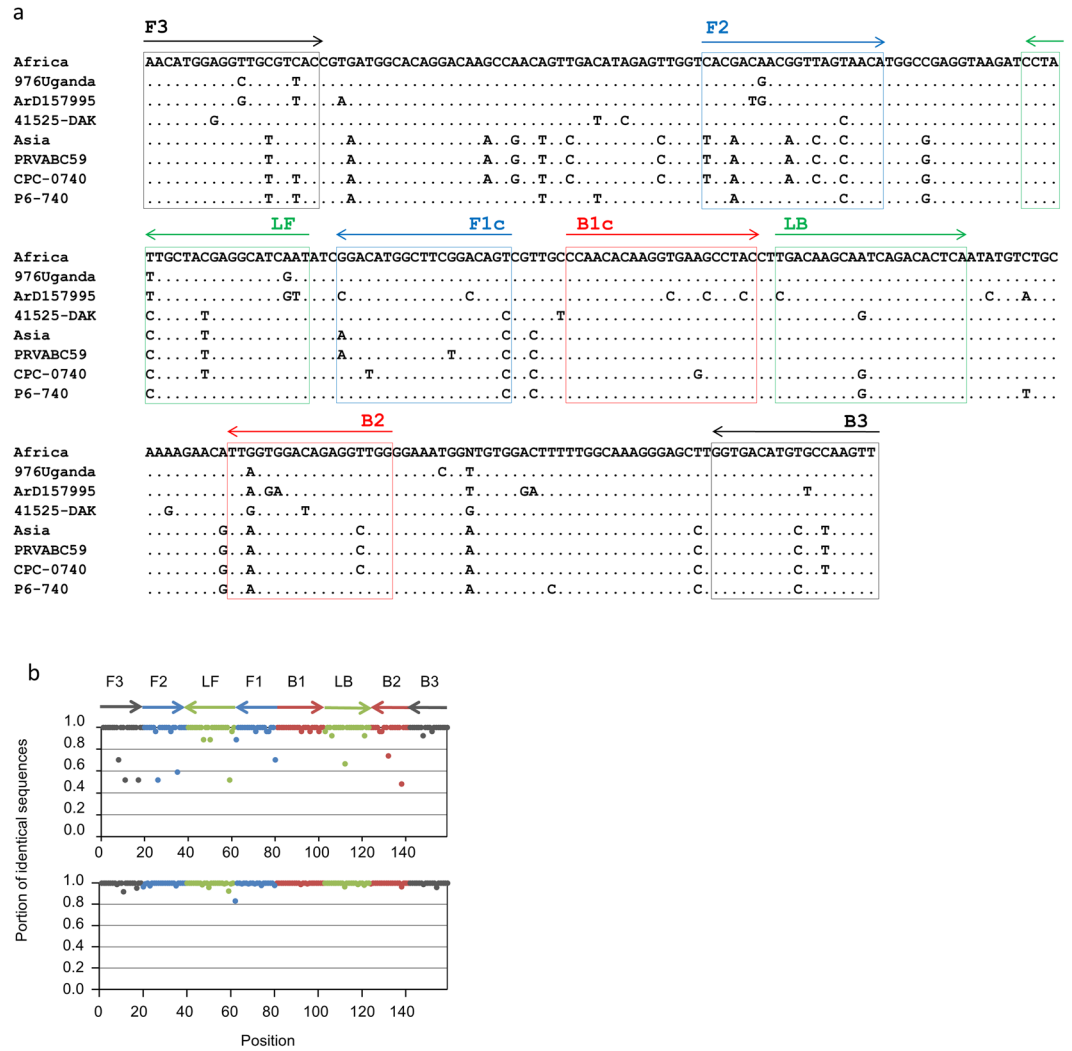 a
F3 F2
Africa AACATGGAGGTTGCGTCACCGTGATGGCACAGGACAAGCCAACAGTTGACATAGAGTTGGTCACGACAACGGTTAGTAACATGGCCGAGGTAAGATCCTA
976Uganda ..........C.....T..................................................G................................
ArD157995 ..........G.....T....A............................................TG................................
41525-DAK .......G.........................................T..C.......................C.......................
Asia .............T........A..............A..G..T..C.........C....T..A.....A..C..C........G..............
PRVABC59 .............T........A..............A..G..T..C.........C....T..A.....A..C..C........G..............
CPC-0740 .............T..T.....A..............A..G..T..C.........C....T..A.....A..C..C........G..............
P6-740 .............T..T.....A....................T.....T..............A...........C........G..............
LF F1c B1c LB
Africa TTGCTACGAGGCATCAATATCGGACATGGCTTCGGACAGTCGTTGCCCAACACAAGGTGAAGCCTACCTTGACAAGCAATCAGACACTCAATATGTCTGC
976Uganda T..............G....................................................................................
ArD157995 T..............GT....C.............C.....................C...C...C...C......................C...A...
41525-DAK C.....T................................C.....T................................G.....................
Asia C.....T..............A.................C..C.........................................................
PRVABC59 C.....T..............A...........T.....C..C.........................................................
CPC-0740 C.....T.................T..............C..C.................G.................G.....................
P6-740 C......................................C..C...................................G.................T...
B2 B3
Africa AAAAGAACATTGGTGGACAGAGGTTGGGGAAATGGNTGTGGACTTTTTGGCAAAGGGAGCTTGGTGACATGTGCCAAGTT
976Uganda ...........A....................C..T............................................
ArD157995 ...........A.GA....................T.....GA.............................T.......
41525-DAK ..G........G.....T.................G............................................
Asia ........G..A...........C...........A........................C..........C..T.....
PRVABC59 ........G..A...........C...........A........................C..........C..T.....
CPC-0740 ........G..A...........C...........A........................C..........C..T.....
P6-740 ........G..A.......................A........C...............C..........C........
b
F3 F2 LF F1 B1 LB B2 B3
Portion of identical sequences
1.0
0.8
0.6
0.4
0.2
0.0
0 20 40 60 80 100 120 140
1.0
0.8
0.6
0.4
0.2
0.0
0 20 40 60 80 100 120 140
Position